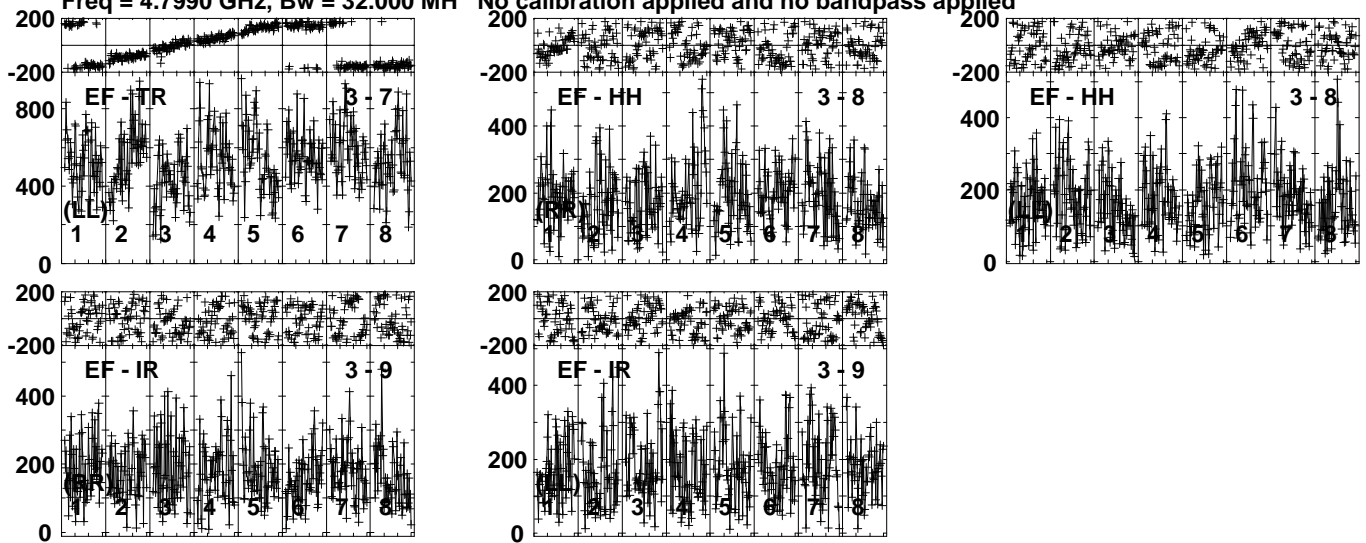 Freq = 4.7990 GHz, Bw = 32.000 MH No calibration applied and no bandpass applied
200
-200
EF - TR 3 - 7
800
400
(LL)
1 2 3 4 5 6 7 8
0
200
-200
EF - HH 3 - 8
400
200
(RR)
1 2 3 4 5 6 7 8
0
200
-200
EF - HH 3 - 8
400
200
(LL)
1 2 3 4 5 6 7 8
0
200
-200
EF - IR 3 - 9
400
200
(RR)
1 2 3 4 5 6 7 8
0
200
-200
EF - IR 3 - 9
400
200
(LL)
1 2 3 4 5 6 7 8
0